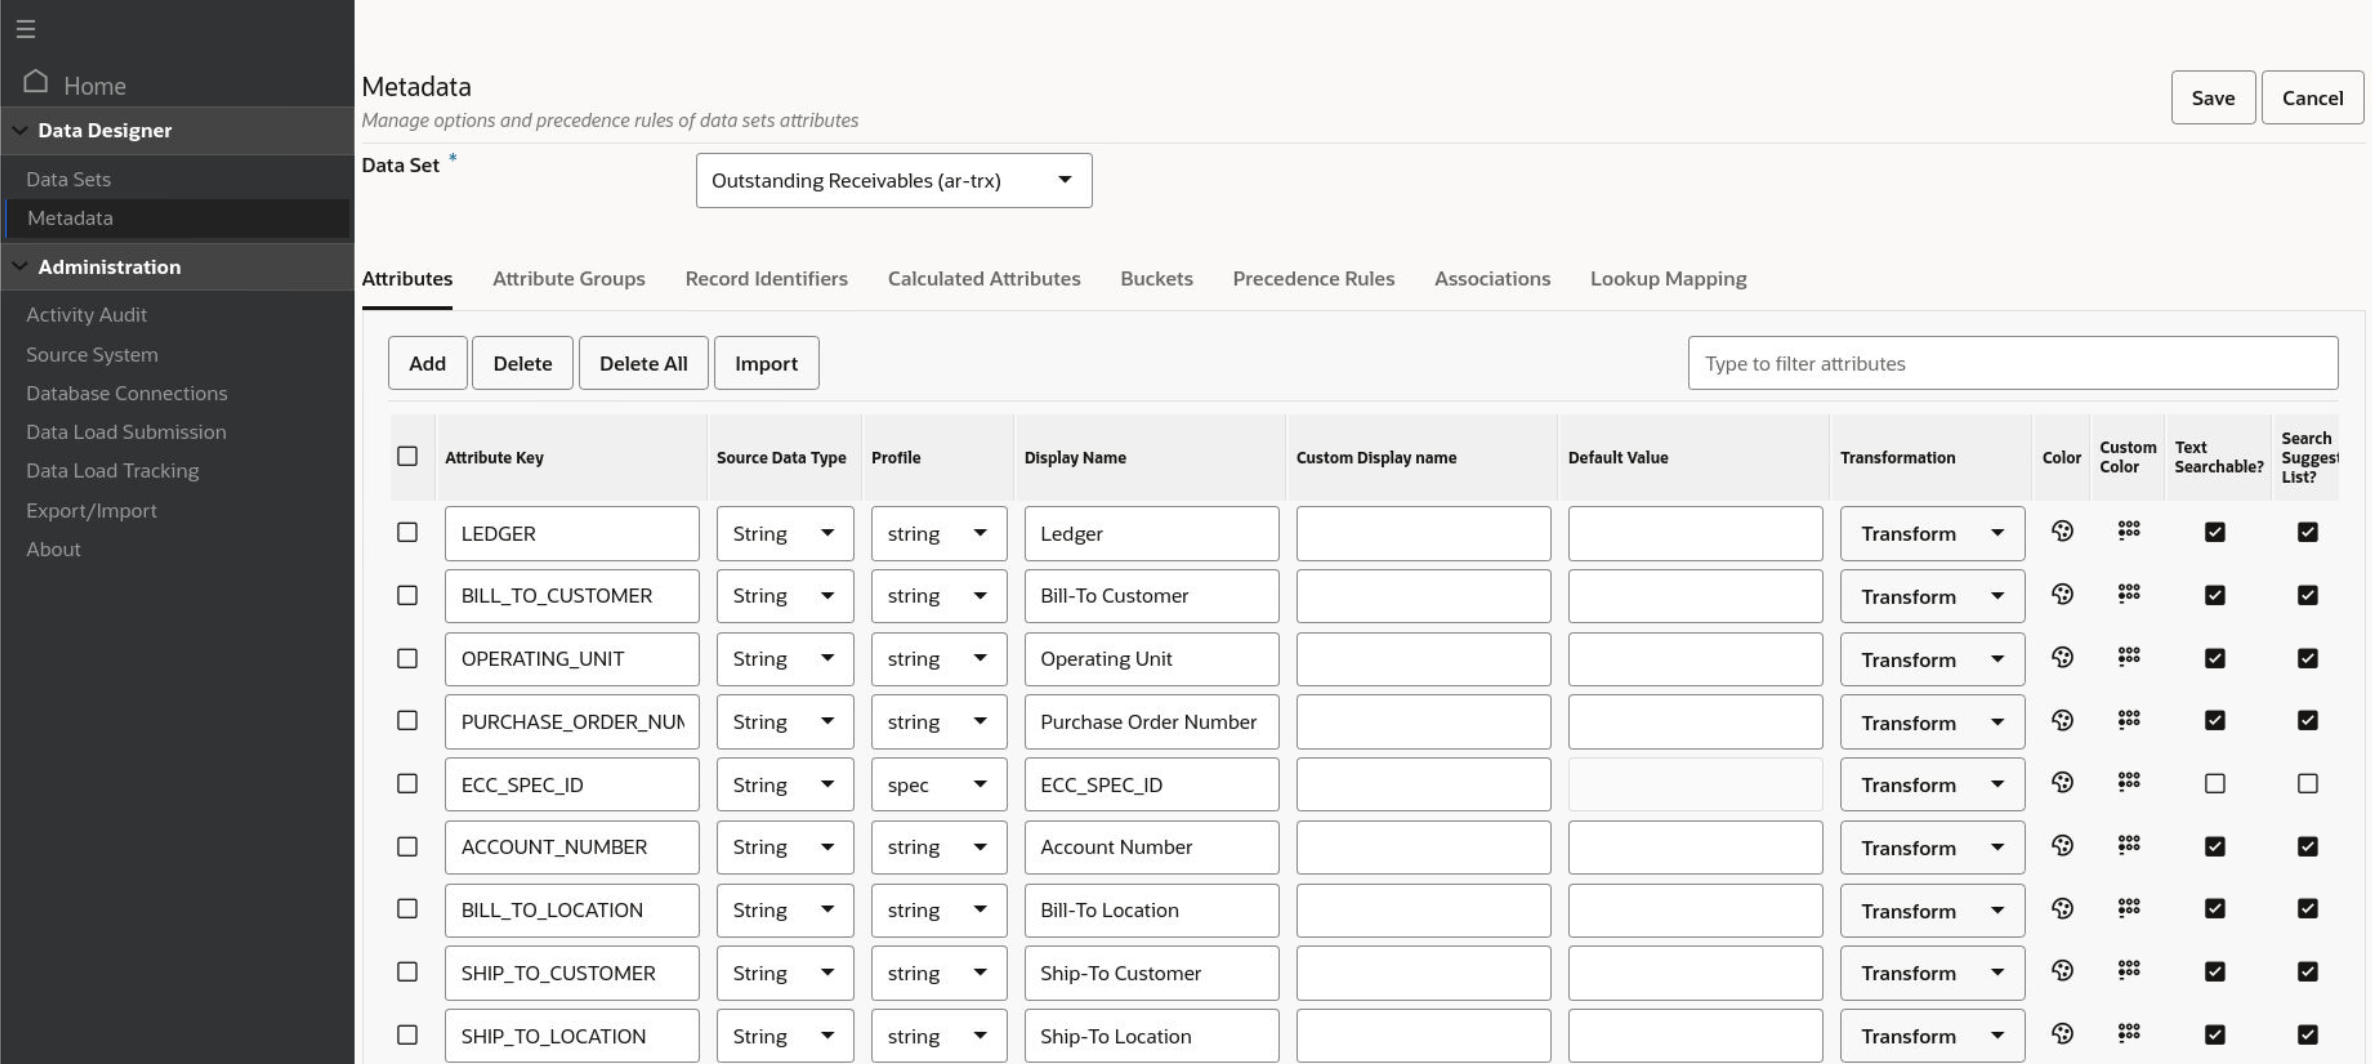 Home
Data Designer
Data Sets
Metadata
Administration
Activity Audit
Source System
Database Connections
Data Load Submission
Data Load Tracking
Export/Import
About
Metadata
Manage options and precedence rules of data sets attributes
Save Cancel
Data Set * Outstanding Receivables (ar-trx)
Attributes Attribute Groups Record Identifiers Calculated Attributes Buckets Precedence Rules Associations Lookup Mapping
Add Delete Delete All Import Type to filter attributes
Attribute Key Source Data Type Profile Display Name Custom Display name Default Value Transformation Color Custom Color Text Searchable? Search Suggest List?
LEDGER String string Ledger Transform
BILL_TO_CUSTOMER String string Bill-To Customer Transform
OPERATING_UNIT String string Operating Unit Transform
PURCHASE_ORDER_NUM String string Purchase Order Number Transform
ECC_SPEC_ID String spec ECC_SPEC_ID Transform
ACCOUNT_NUMBER String string Account Number Transform
BILL_TO_LOCATION String string Bill-To Location Transform
SHIP_TO_CUSTOMER String string Ship-To Customer Transform
SHIP_TO_LOCATION String string Ship-To Location Transform